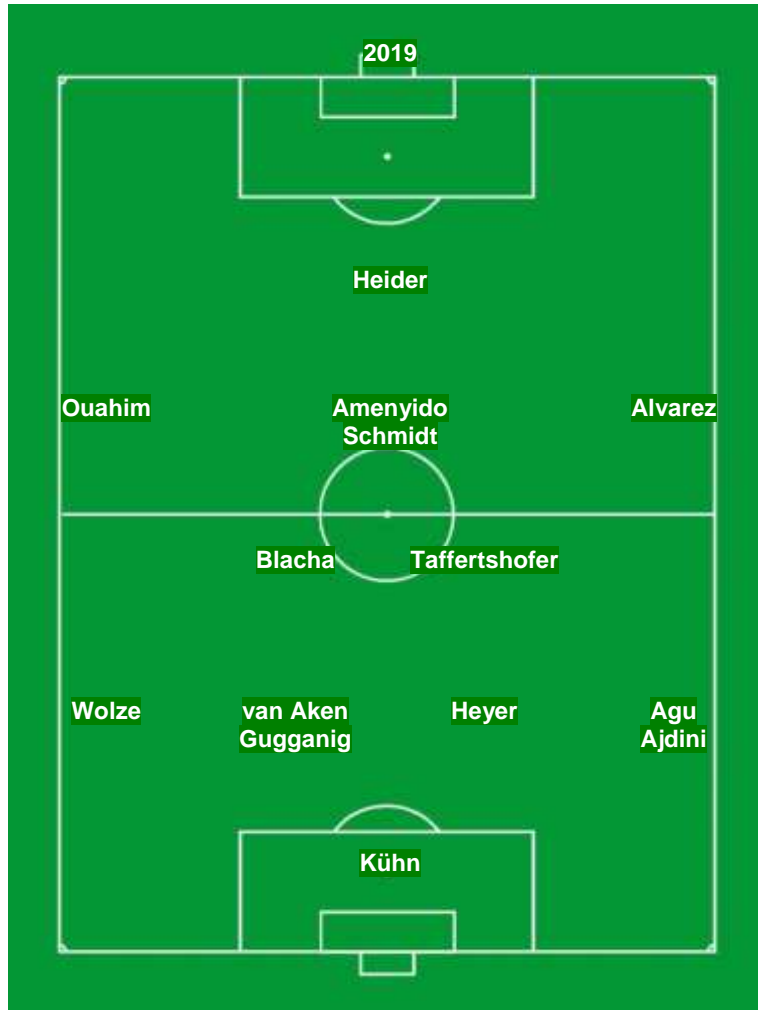 2019
Heider
Ouahim Amenyido Alvarez
Schmidt
Blacha Taffertshofer
Wolze van Aken Heyer Agu
Gugganig Ajdini
Kühn